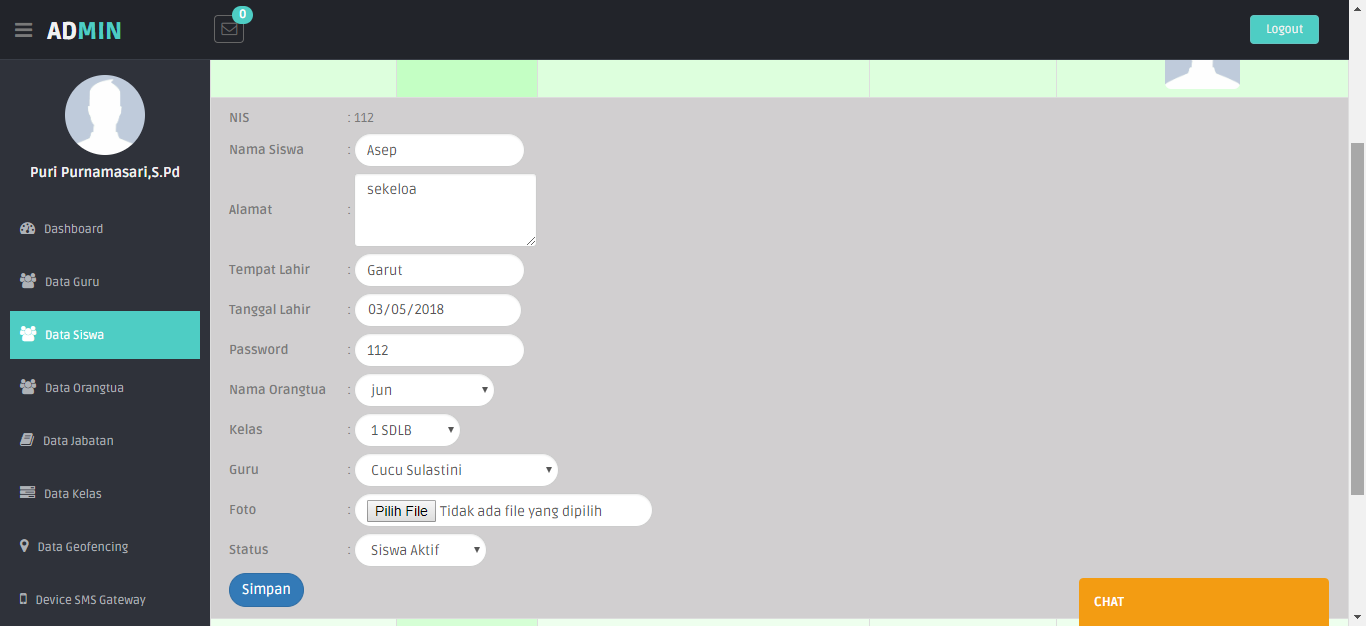 ADMIN
0
Logout
Puri Purnamasari,S.Pd
Dashboard
Data Guru
Data Siswa
Data Orangtua
Data Jabatan
Data Kelas
Data Geofencing
Device SMS Gateway
NIS : 112
Nama Siswa : Asep
Alamat : sekeloa
Tempat Lahir : Garut
Tanggal Lahir : 03/05/2018
Password : 112
Nama Orangtua : jun
Kelas : 1 SDLB
Guru : Cucu Sulastini
Foto : Pilih File Tidak ada file yang dipilih
Status : Siswa Aktif
Simpan
CHAT